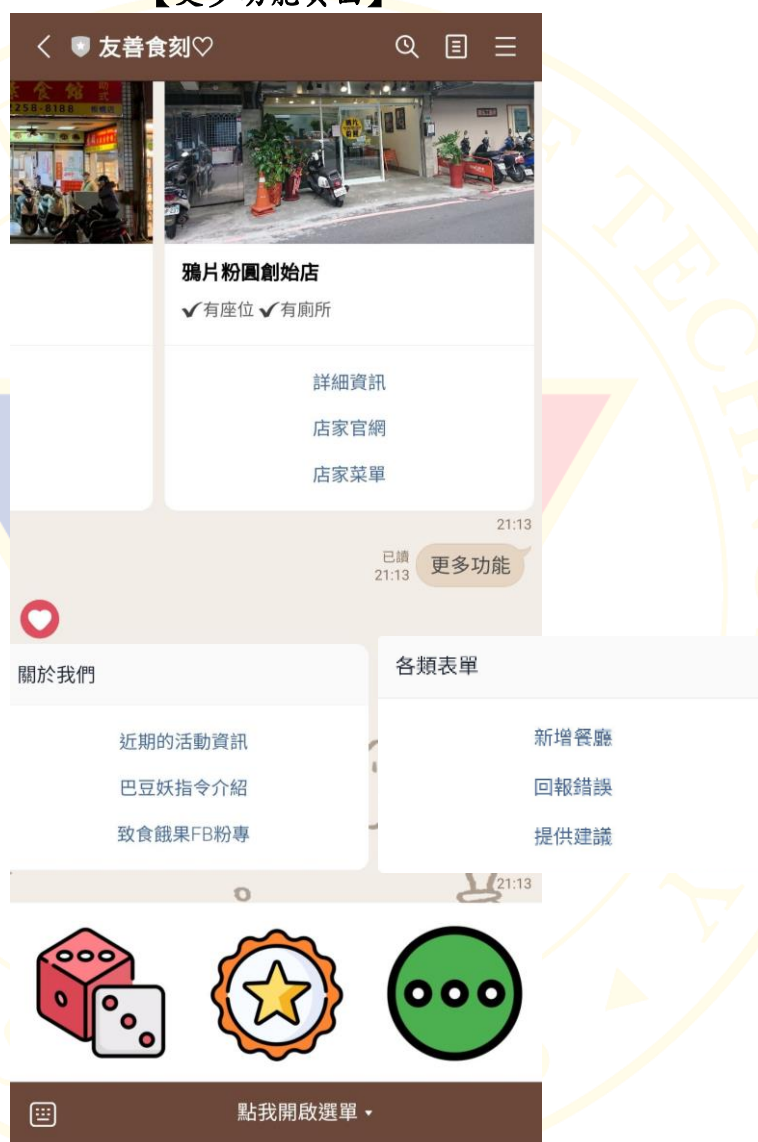 【更多功能頁面】
友善食刻♡
食館
258-8188
鴉片粉圓創始店
✓有座位 ✓有廁所
詳細資訊
店家官網
店家菜單
21:13
已讀
21:13
更多功能
關於我們
近期的活動資訊
巴豆妖指令介紹
致食餓果FB粉專
各類表單
新增餐廳
回報錯誤
提供建議
21:13
點我開啟選單